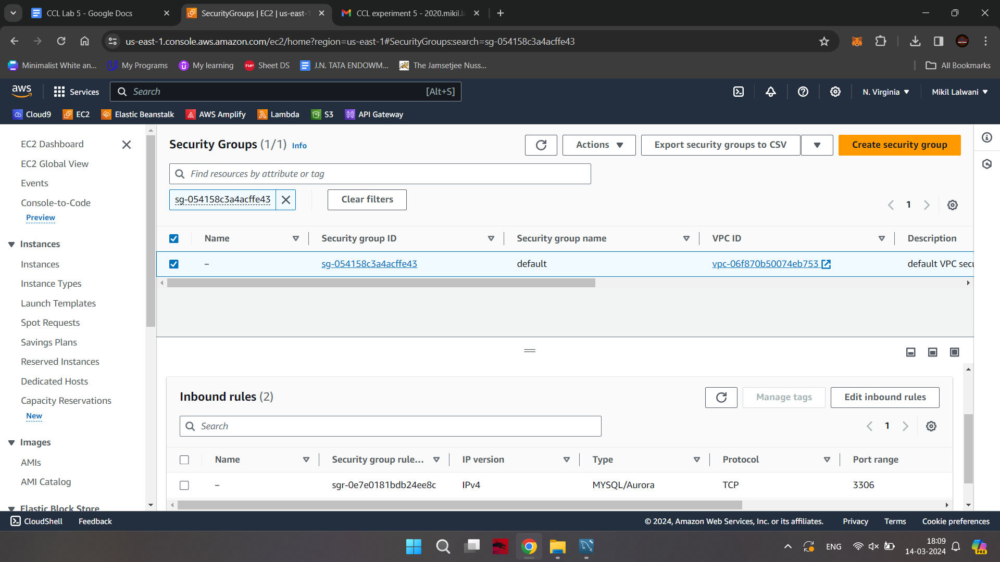 CCL Lab 5 - Google Docs
SecurityGroups | EC2 | us-east-1
CCL experiment 5 - 2020.mikil.la
us-east-1.console.aws.amazon.com/ec2/home?region=us-east-1#SecurityGroups:search=sg-054158c3a4acffe43
Minimalist White an...
My Programs
My learning
TUF
Sheet DS
J.N. TATA ENDOWM...
The Jamsetjee Nuss...
All Bookmarks
aws
Services
Search
[Alt+S]
N. Virginia
Mikil Lalwani
Cloud9
EC2
Elastic Beanstalk
AWS Amplify
Lambda
S3
API Gateway
EC2 Dashboard
EC2 Global View
Events
Console-to-Code
Preview
Instances
Instances
Instance Types
Launch Templates
Spot Requests
Savings Plans
Reserved Instances
Dedicated Hosts
Capacity Reservations
New
Images
AMIs
AMI Catalog
Elastic Block Store
Security Groups (1/1) Info
Actions
Export security groups to CSV
Create security group
Find resources by attribute or tag
sg-054158c3a4acffe43
Clear filters
1
Name
Security group ID
Security group name
VPC ID
Description
–
sg-054158c3a4acffe43
default
vpc-06f870b50074eb753
default VPC secu
Inbound rules (2)
Manage tags
Edit inbound rules
Search
1
Name
Security group rule...
IP version
Type
Protocol
Port range
–
sgr-0e7e0181bdb24ee8c
IPv4
MYSQL/Aurora
TCP
3306
CloudShell
Feedback
© 2024, Amazon Web Services, Inc. or its affiliates.
Privacy
Terms
Cookie preferences
ENG
18:09
14-03-2024
PRE